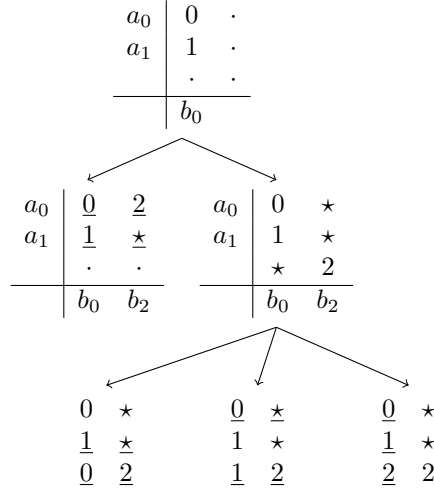 a₀ 0 ·
a₁ 1 ·
· ·
b₀
a₀ 0 2
a₁ 1 ⋆
· ·
b₀ b₂
a₀ 0 ⋆
a₁ 1 ⋆
⋆ 2
b₀ b₂
0 ⋆
1 ⋆
0 2
0 ⋆
1 ⋆
1 2
0 ⋆
1 ⋆
2 2